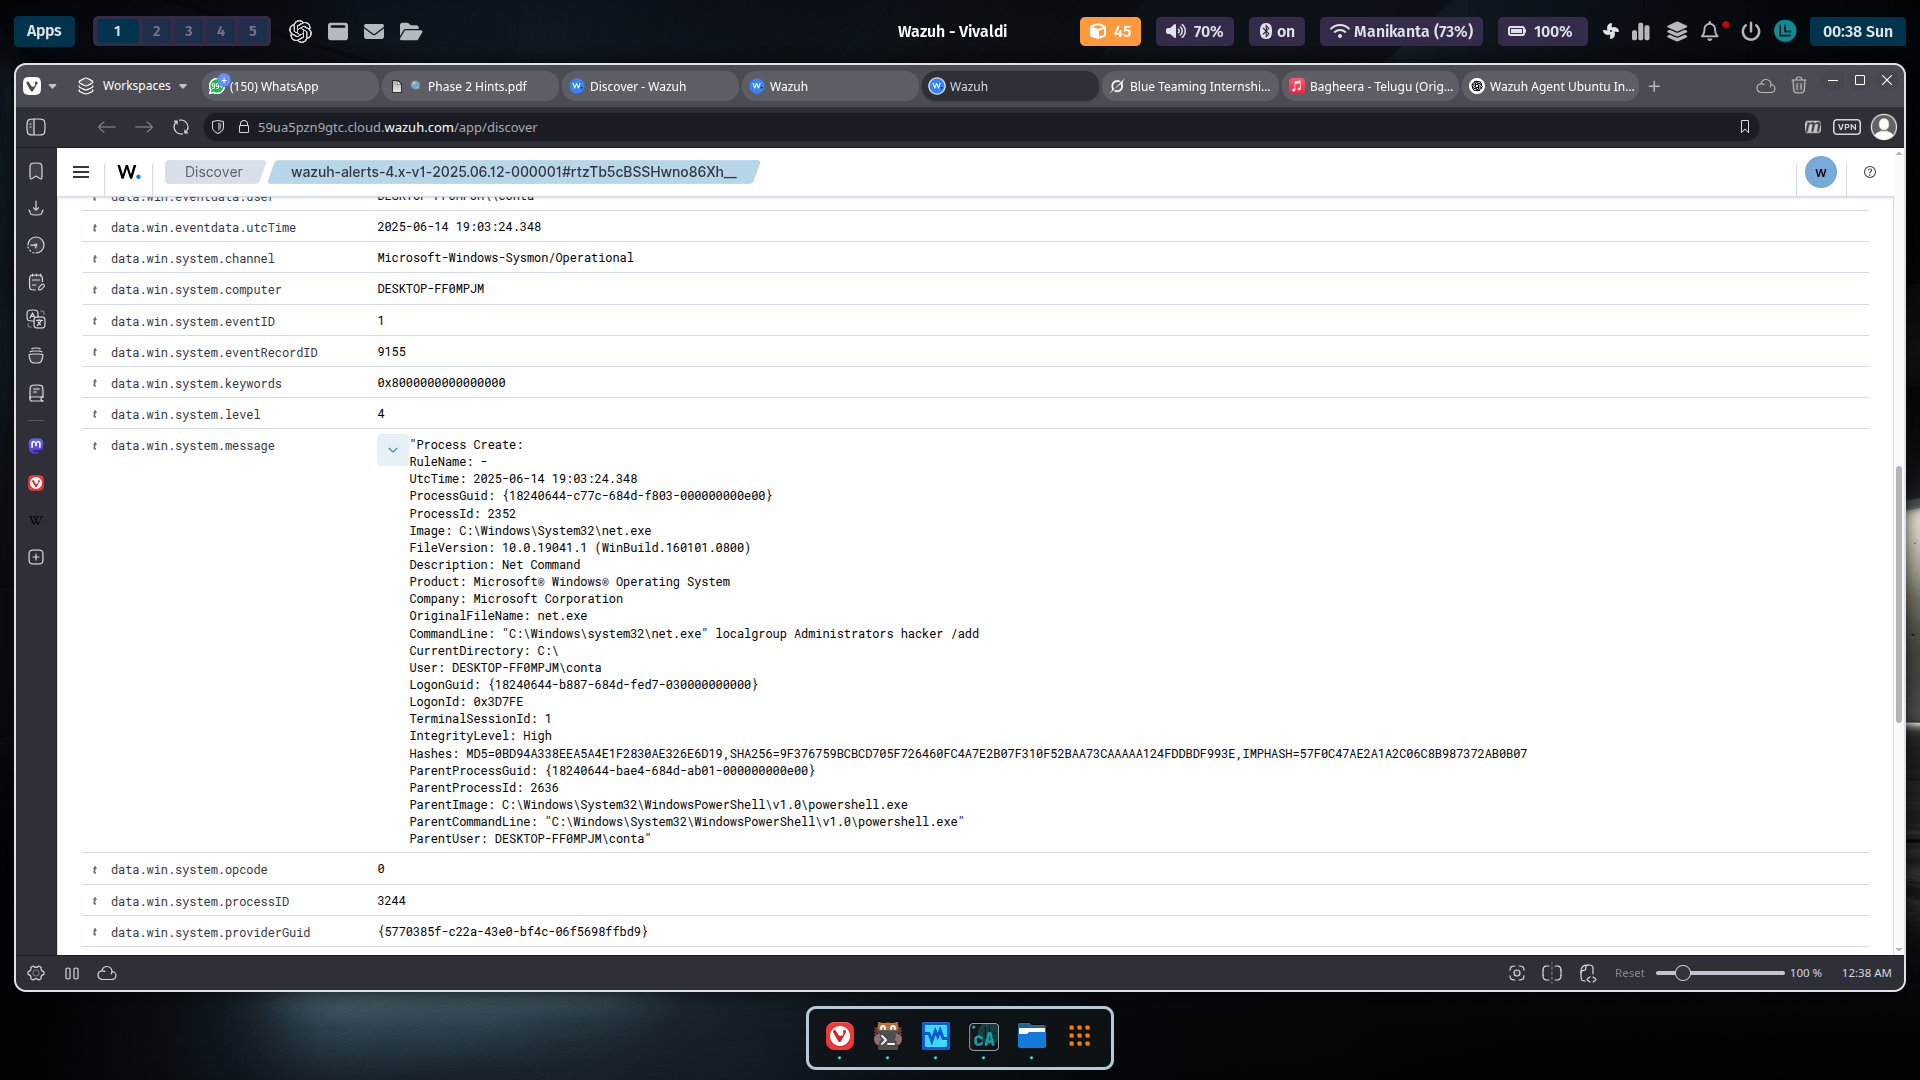 Apps
1 2 3 4 5
Wazuh - Vivaldi
45
70%
on
Manikanta (73%)
100%
00:38 Sun
Workspaces
(150) WhatsApp
Phase 2 Hints.pdf
Discover - Wazuh
Wazuh
Wazuh
Blue Teaming Internshi...
Bagheera - Telugu (Orig...
Wazuh Agent Ubuntu In...
59ua5pzn9gtc.cloud.wazuh.com/app/discover
VPN
W.
Discover
wazuh-alerts-4.x-v1-2025.06.12-000001#rtzTb5cBSSHwno86Xh__
W
data.win.eventdata.user
t data.win.eventdata.utcTime 2025-06-14 19:03:24.348
t data.win.system.channel Microsoft-Windows-Sysmon/Operational
t data.win.system.computer DESKTOP-FF0MPJM
t data.win.system.eventID 1
t data.win.system.eventRecordID 9155
t data.win.system.keywords 0x8000000000000000
t data.win.system.level 4
t data.win.system.message "Process Create:
RuleName: -
UtcTime: 2025-06-14 19:03:24.348
ProcessGuid: {18240644-c77c-684d-f803-000000000e00}
ProcessId: 2352
Image: C:\Windows\System32\net.exe
FileVersion: 10.0.19041.1 (WinBuild.160101.0800)
Description: Net Command
Product: Microsoft® Windows® Operating System
Company: Microsoft Corporation
OriginalFileName: net.exe
CommandLine: "C:\Windows\system32\net.exe" localgroup Administrators hacker /add
CurrentDirectory: C:\
User: DESKTOP-FF0MPJM\conta
LogonGuid: {18240644-b887-684d-fed7-030000000000}
LogonId: 0x3D7FE
TerminalSessionId: 1
IntegrityLevel: High
Hashes: MD5=0BD94A338EEA5A4E1F2830AE326E6D19,SHA256=9F376759BCBCD705F726460FC4A7E2B07F310F52BAA73CAAAAA124FDDBDF993E,IMPHASH=57F0C47AE2A1A2C06C8B987372AB0B07
ParentProcessGuid: {18240644-bae4-684d-ab01-000000000e00}
ParentProcessId: 2636
ParentImage: C:\Windows\System32\WindowsPowerShell\v1.0\powershell.exe
ParentCommandLine: "C:\Windows\System32\WindowsPowerShell\v1.0\powershell.exe"
ParentUser: DESKTOP-FF0MPJM\conta"
t data.win.system.opcode 0
t data.win.system.processID 3244
t data.win.system.providerGuid {5770385f-c22a-43e0-bf4c-06f5698ffbd9}
Reset
100 %
12:38 AM